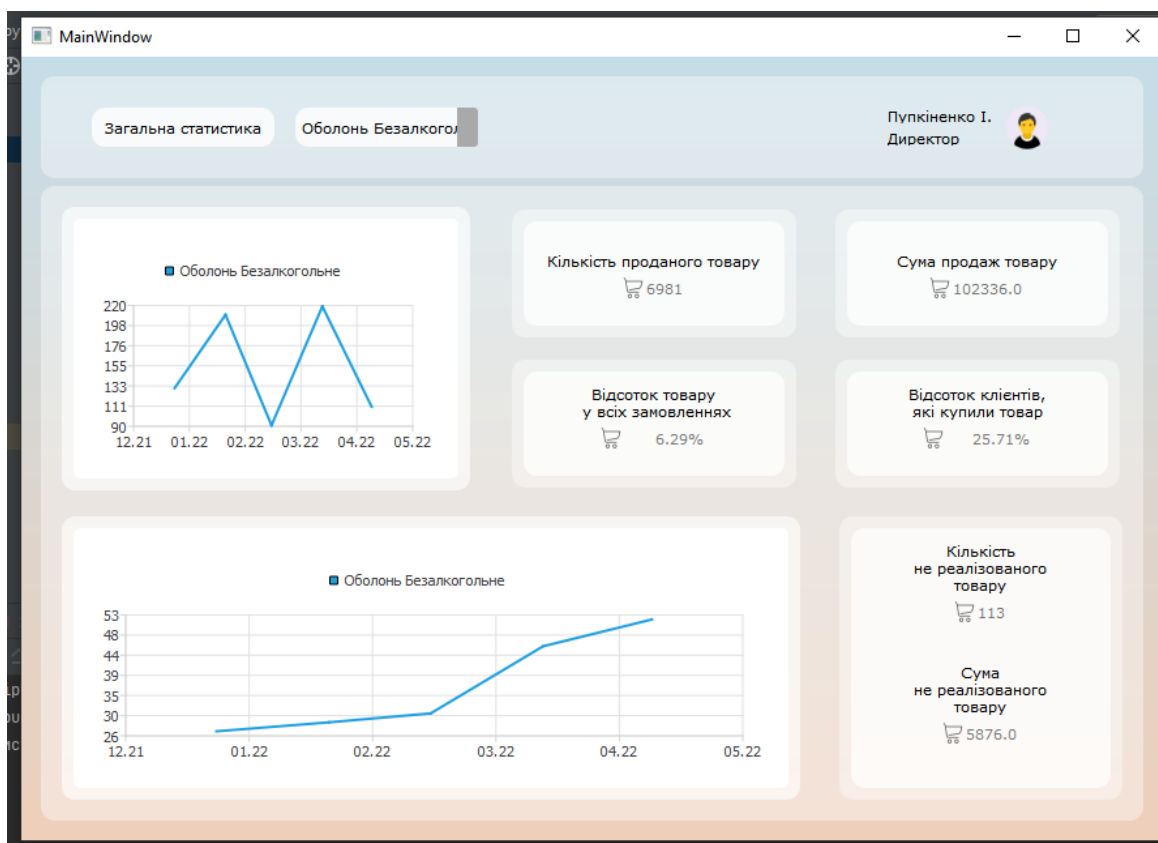 MainWindow
Загальна статистика
Оболонь Безалкогол
Пупкіненко І.
Директор
Оболонь Безалкогольне
220
198
176
155
133
111
90
12.21 01.22 02.22 03.22 04.22 05.22
Кількість проданого товару
6981
Сума продаж товару
102336.0
Відсоток товару
у всіх замовленнях
6.29%
Відсоток клієнтів,
які купили товар
25.71%
Оболонь Безалкогольне
53
48
44
39
35
30
26
12.21 01.22 02.22 03.22 04.22 05.22
Кількість
не реалізованого
товару
113
Сума
не реалізованого
товару
5876.0